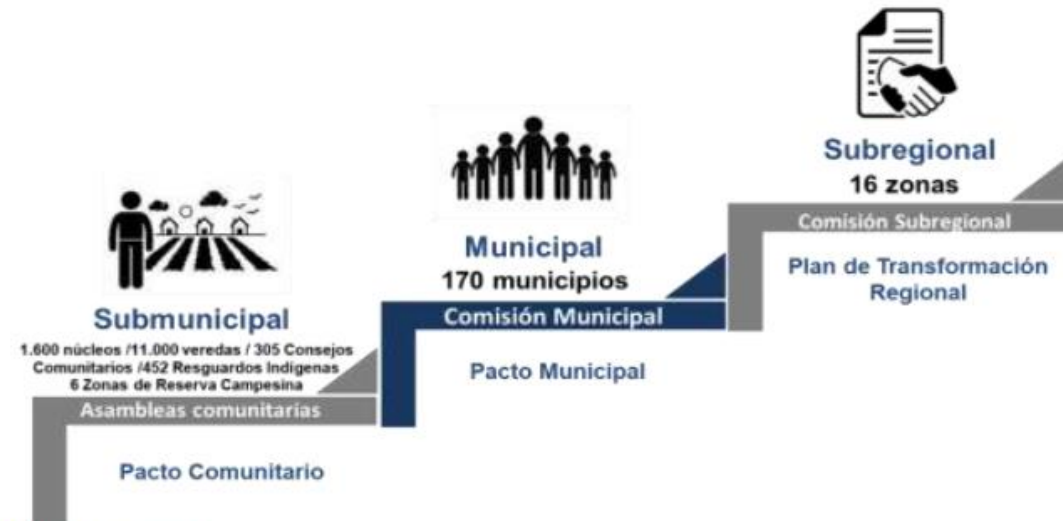 Submunicipal
1.600 núcleos /11.000 veredas / 305 Consejos
Comunitarios /452 Resguardos Indígenas
6 Zonas de Reserva Campesina
Asambleas comunitarias
Pacto Comunitario
Municipal
170 municipios
Comisión Municipal
Pacto Municipal
Subregional
16 zonas
Comisión Subregional
Plan de Transformación
Regional